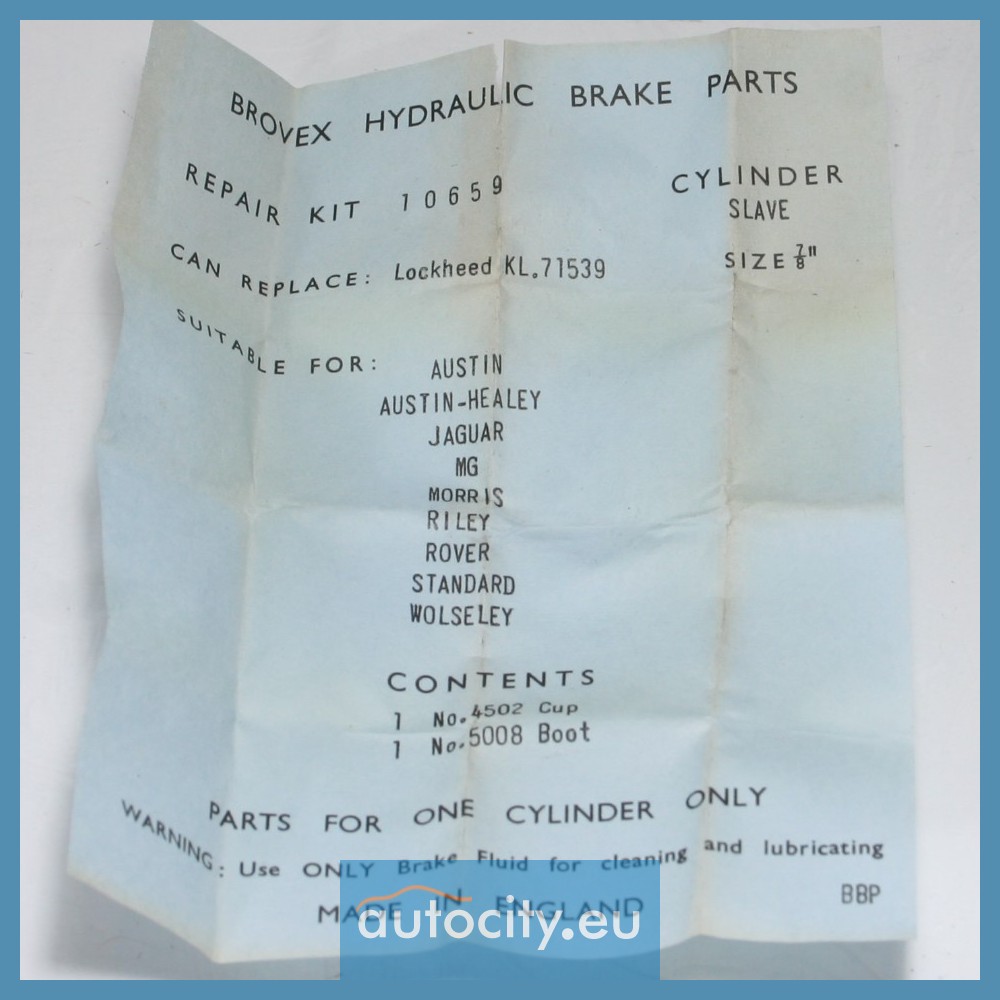 BROVEX HYDRAULIC BRAKE PARTS
REPAIR KIT 10659 CYLINDER
SLAVE
CAN REPLACE: Lockheed KL.71539 SIZE 7/8"
SUITABLE FOR: AUSTIN
AUSTIN-HEALEY
JAGUAR
MG
MORRIS
RILEY
ROVER
STANDARD
WOLSELEY
CONTENTS
1 No.4502 Cup
1 No.5008 Boot
PARTS FOR ONE CYLINDER ONLY
WARNING: Use ONLY Brake Fluid for cleaning and lubricating
BBP
MADE IN ENGLAND
autocity.eu